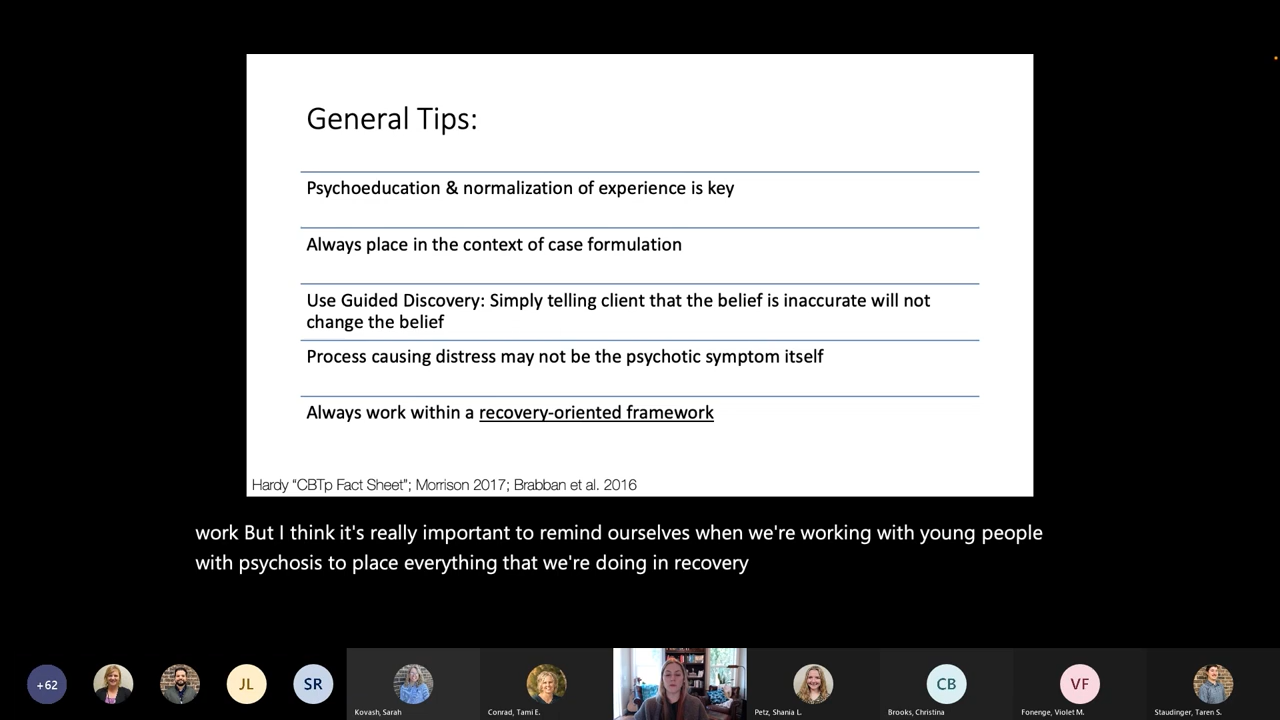 General Tips:
Psychoeducation & normalization of experience is key
Always place in the context of case formulation
Use Guided Discovery: Simply telling client that the belief is inaccurate will not
change the belief
Process causing distress may not be the psychotic symptom itself
Always work within a recovery-oriented framework
Hardy "CBTp Fact Sheet"; Morrison 2017; Brabban et al. 2016
work But I think it's really important to remind ourselves when we're working with young people
with psychosis to place everything that we're doing in recovery
+62
JL
SR
Kovash, Sarah
Conrad, Tami E.
Petz, Shania L.
CB
Brooks, Christina
VF
Fonenge, Violet M.
Staudinger, Taren S.